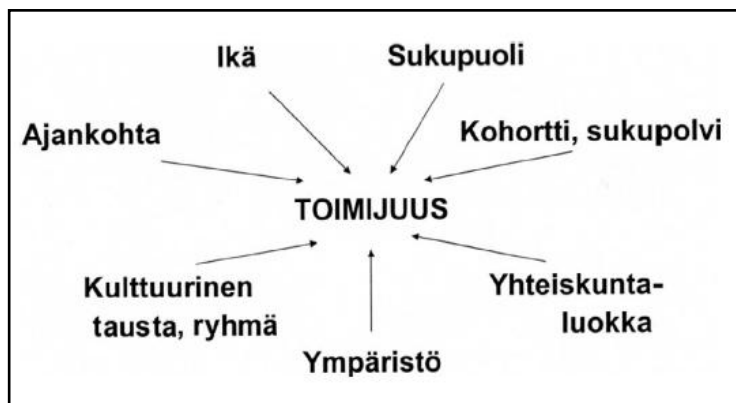 Ikä
Sukupuoli
Ajankohta
Kohortti, sukupolvi
TOIMIJUUS
Kulttuurinen
tausta, ryhmä
Yhteiskunta-
luokka
Ympäristö